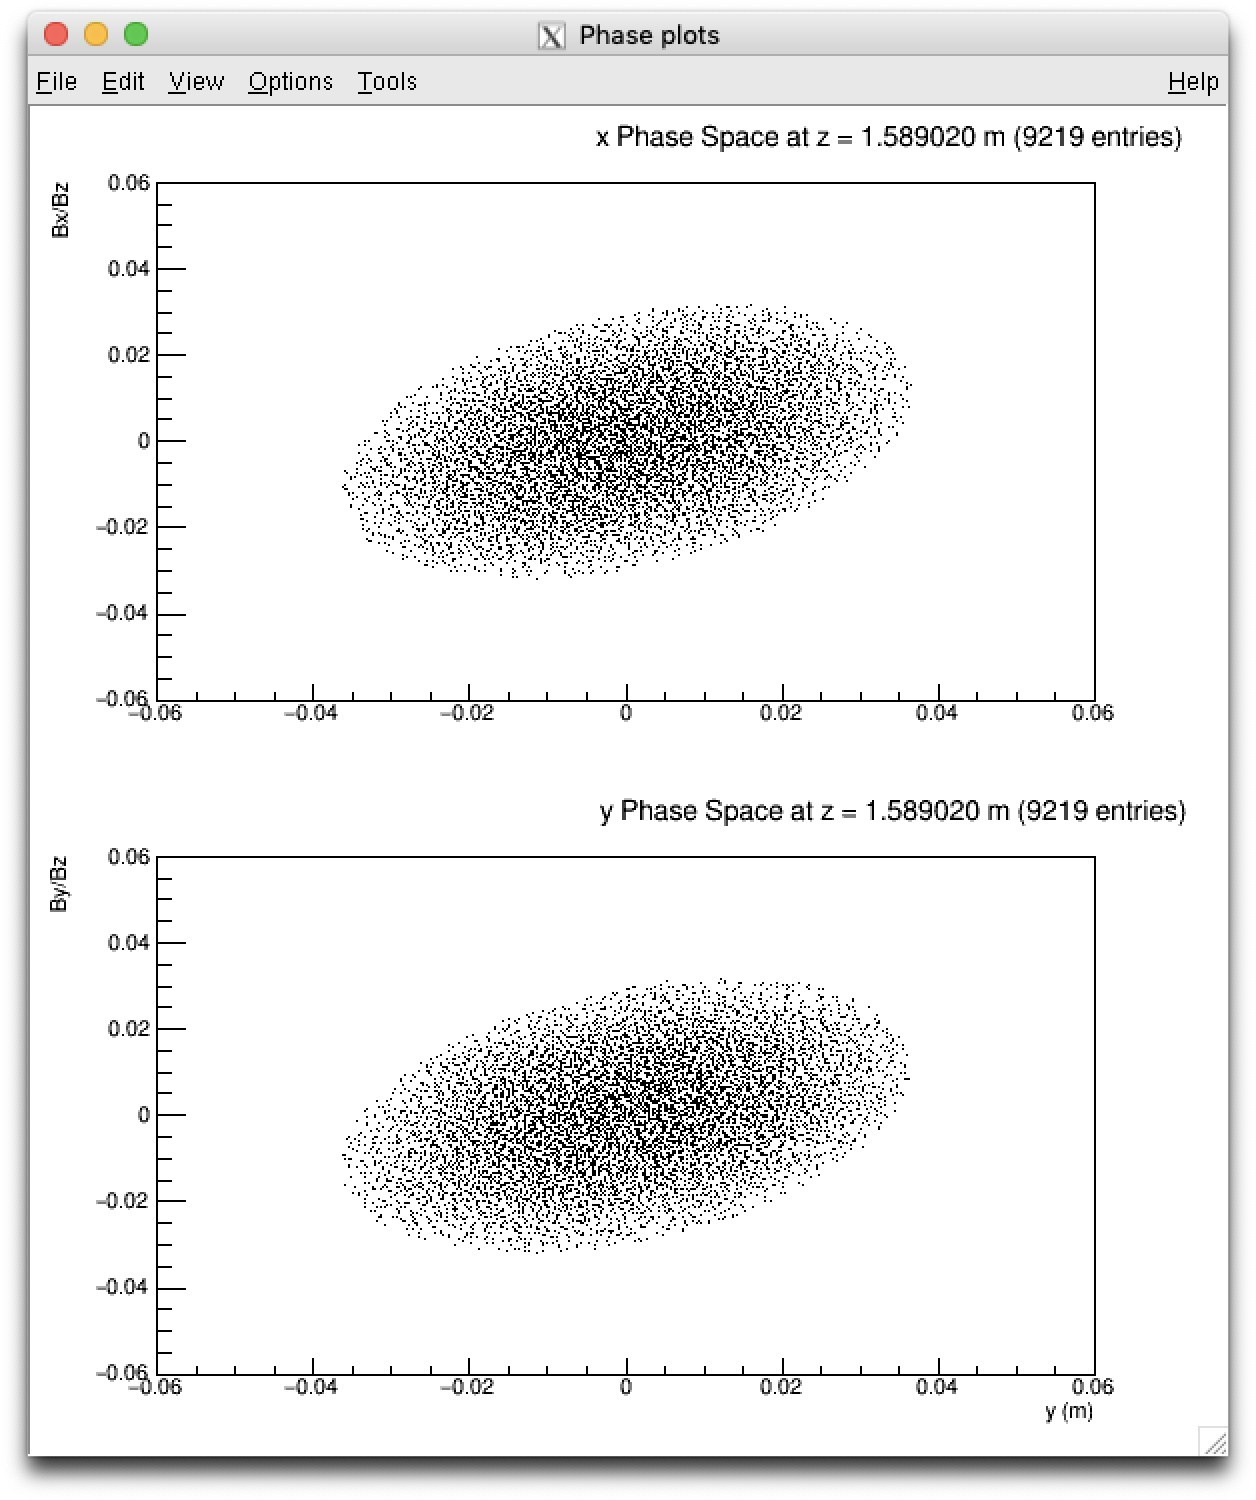 Phase plots
File Edit View Options Tools Help
x Phase Space at z = 1.589020 m (9219 entries)
Bx/Bz
0.06
0.04
0.02
0
−0.02
−0.04
−0.06
−0.06 −0.04 −0.02 0 0.02 0.04 0.06
y Phase Space at z = 1.589020 m (9219 entries)
By/Bz
0.06
0.04
0.02
0
−0.02
−0.04
−0.06
−0.06 −0.04 −0.02 0 0.02 0.04 0.06
y (m)